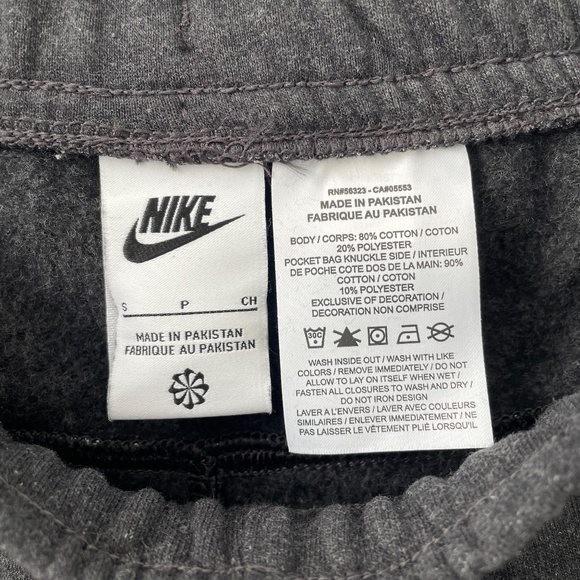 NIKE
S P CH
MADE IN PAKISTAN
FABRIQUE AU PAKISTAN
RN#56323 - CA#05553
MADE IN PAKISTAN
FABRIQUE AU PAKISTAN
BODY / CORPS: 80% COTTON / COTON
20% POLYESTER
POCKET BAG KNUCKLE SIDE / INTERIEUR
DE POCHE COTE DOS DE LA MAIN: 90%
COTTON / COTON
10% POLYESTER
EXCLUSIVE OF DECORATION /
DECORATION NON COMPRISE
30C
WASH INSIDE OUT / WASH WITH LIKE
COLORS / REMOVE IMMEDIATELY / DO NOT
ALLOW TO LAY ON ITSELF WHEN WET /
FASTEN ALL CLOSURES TO WASH AND DRY /
DO NOT IRON DESIGN
LAVER A L'ENVERS / LAVER AVEC COULEURS
SIMILAIRES / ENLEVER IMMEDIATEMENT / NE
PAS LAISSER LE VÊTEMENT PLIÉ LORSQU'IL